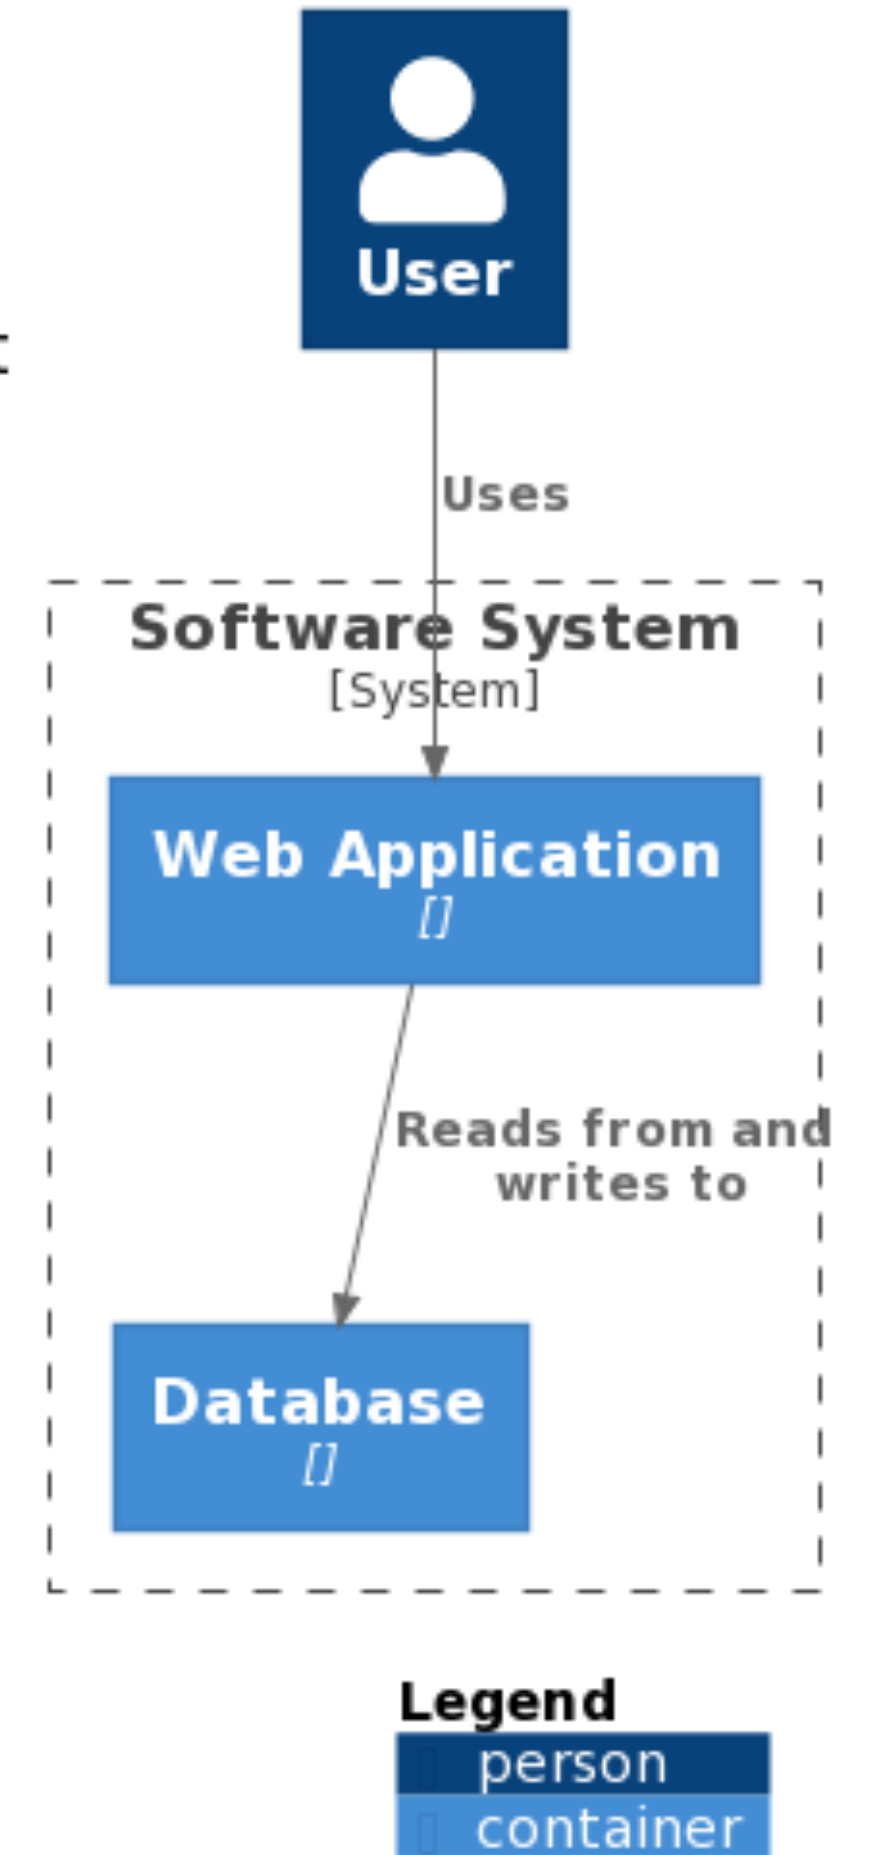 User
t
Uses
Software System
[System]
Web Application
[]
Reads from and
writes to
Database
[]
Legend
person
container